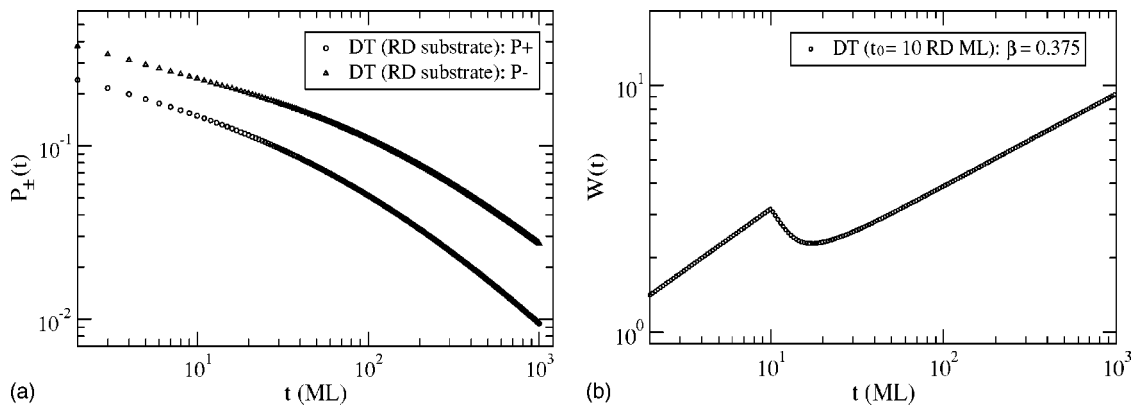 DT (RD substrate): P+
DT (RD substrate): P-
10⁻¹
10⁻²
P±(t)
10¹
10²
10³
t (ML)
(a)
DT (t₀= 10 RD ML): β = 0.375
10¹
10⁰
W(t)
10¹
10²
10³
t (ML)
(b)